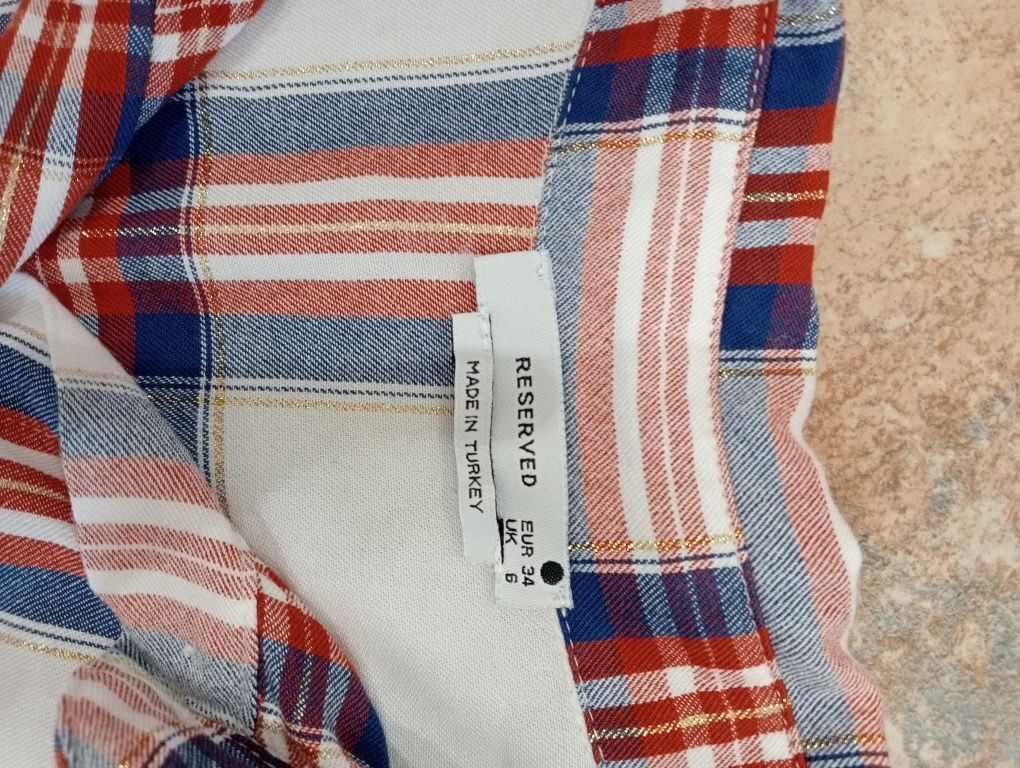 RESERVED
EUR 34
UK 6
MADE IN TURKEY